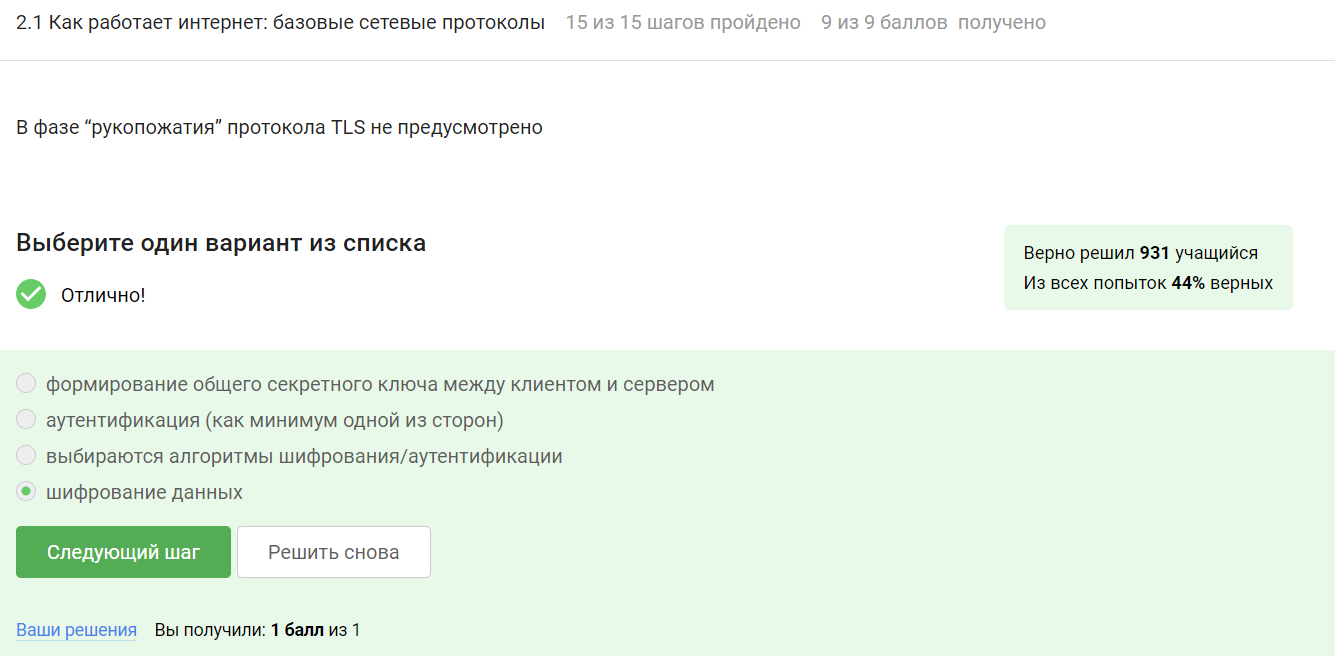 2.1 Как работает интернет: базовые сетевые протоколы 15 из 15 шагов пройдено 9 из 9 баллов получено
В фазе “рукопожатия” протокола TLS не предусмотрено
Выберите один вариант из списка
Отлично!
Верно решил 931 учащийся
Из всех попыток 44% верных
формирование общего секретного ключа между клиентом и сервером
аутентификация (как минимум одной из сторон)
выбираются алгоритмы шифрования/аутентификации
шифрование данных
Следующий шаг Решить снова
Ваши решения Вы получили: 1 балл из 1